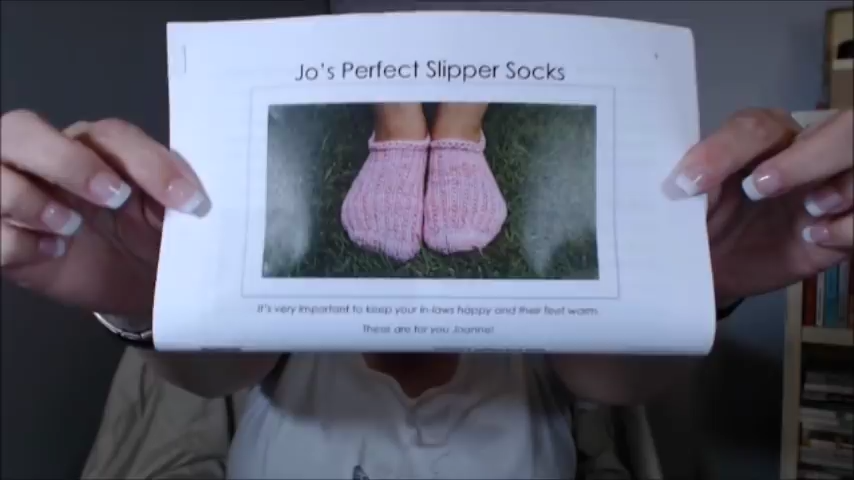 Jo's Perfect Slipper Socks
It's very important to keep your in-laws happy and their feet warm.
These are for you Joanne!